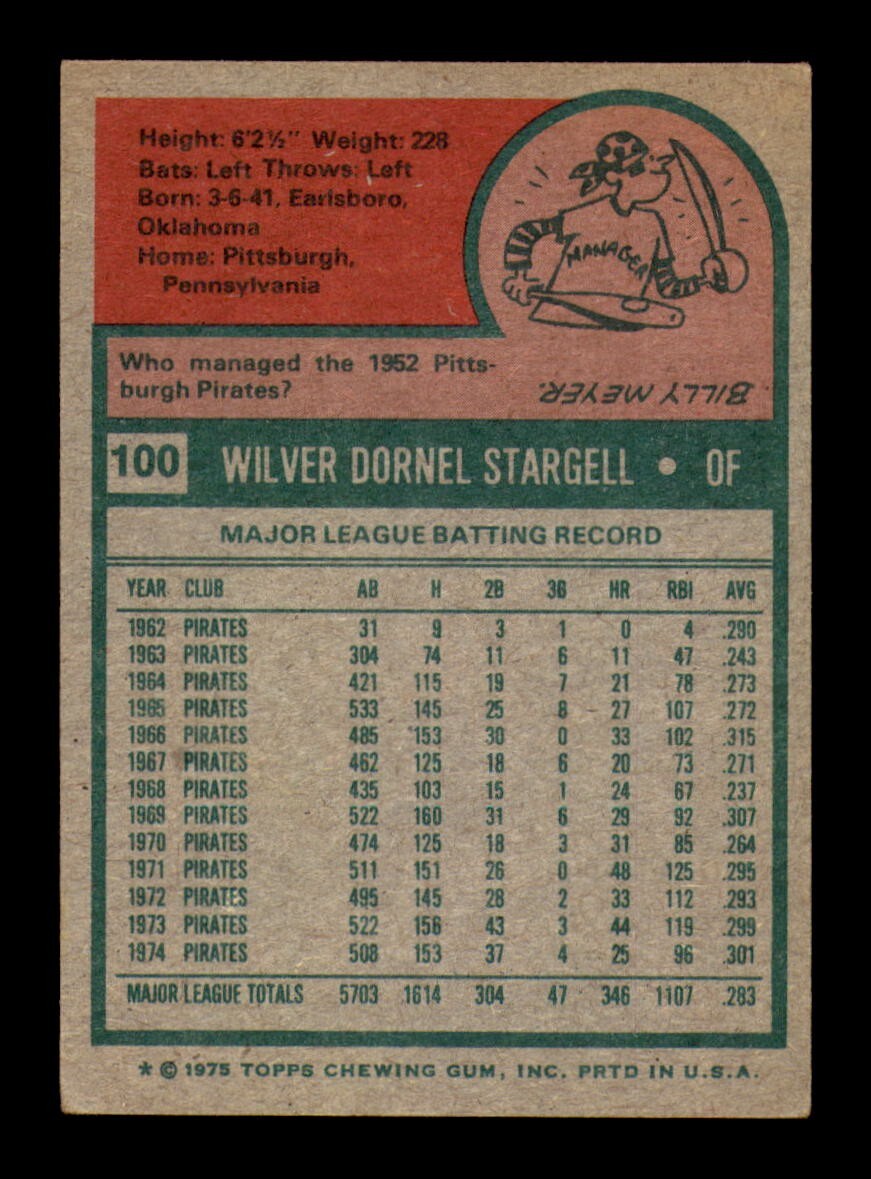 Height: 6'2½" Weight: 228
Bats: Left Throws: Left
Born: 3-6-41, Earlsboro,
Oklahoma
Home: Pittsburgh,
Pennsylvania
MANAGER
Who managed the 1952 Pitts-
burgh Pirates?
BILLY MEYER.
100 WILVER DORNEL STARGELL • OF
MAJOR LEAGUE BATTING RECORD
YEAR CLUB AB H 2B 3B HR RBI AVG
1962 PIRATES 31 9 3 1 0 4 .290
1963 PIRATES 304 74 11 6 11 47 .243
1964 PIRATES 421 115 19 7 21 78 .273
1965 PIRATES 533 145 25 8 27 107 .272
1966 PIRATES 485 153 30 0 33 102 .315
1967 PIRATES 462 125 18 6 20 73 .271
1968 PIRATES 435 103 15 1 24 67 .237
1969 PIRATES 522 160 31 6 29 92 .307
1970 PIRATES 474 125 18 3 31 85 .264
1971 PIRATES 511 151 26 0 48 125 .295
1972 PIRATES 495 145 28 2 33 112 .293
1973 PIRATES 522 156 43 3 44 119 .299
1974 PIRATES 508 153 37 4 25 96 .301
MAJOR LEAGUE TOTALS 5703 1614 304 47 346 1107 .283
* © 1975 TOPPS CHEWING GUM, INC. PRTD IN U.S.A.